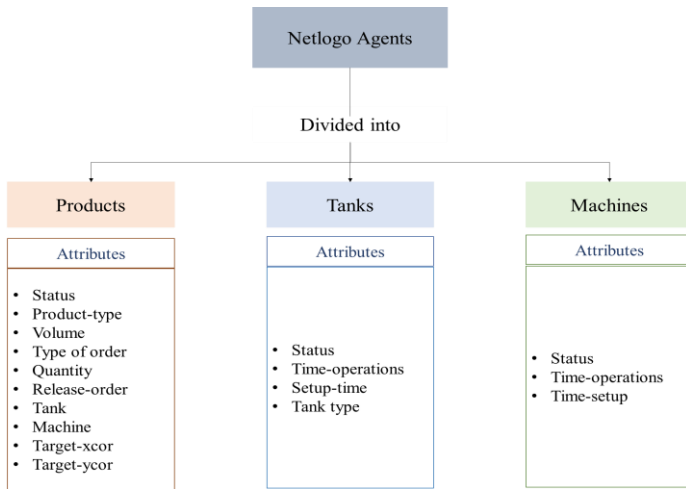 Netlogo Agents
Divided into
Products
Attributes
• Status
• Product-type
• Volume
• Type of order
• Quantity
• Release-order
• Tank
• Machine
• Target-xcor
• Target-ycor
Tanks
Attributes
• Status
• Time-operations
• Setup-time
• Tank type
Machines
Attributes
• Status
• Time-operations
• Time-setup